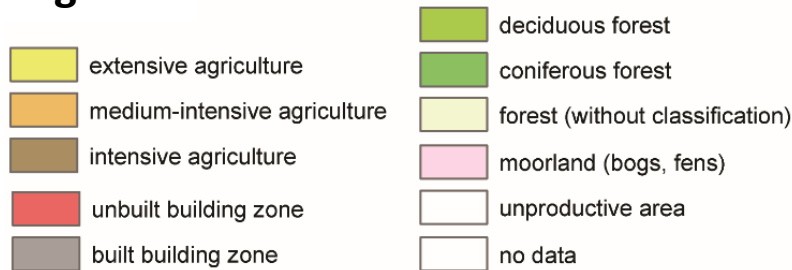 extensive agriculture
medium-intensive agriculture
intensive agriculture
unbuilt building zone
built building zone
deciduous forest
coniferous forest
forest (without classification)
moorland (bogs, fens)
unproductive area
no data